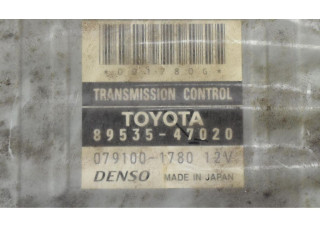 TRANSMISSION CONTROL
TOYOTA
89535-47020
079100-1780 12V
DENSO MADE IN JAPAN